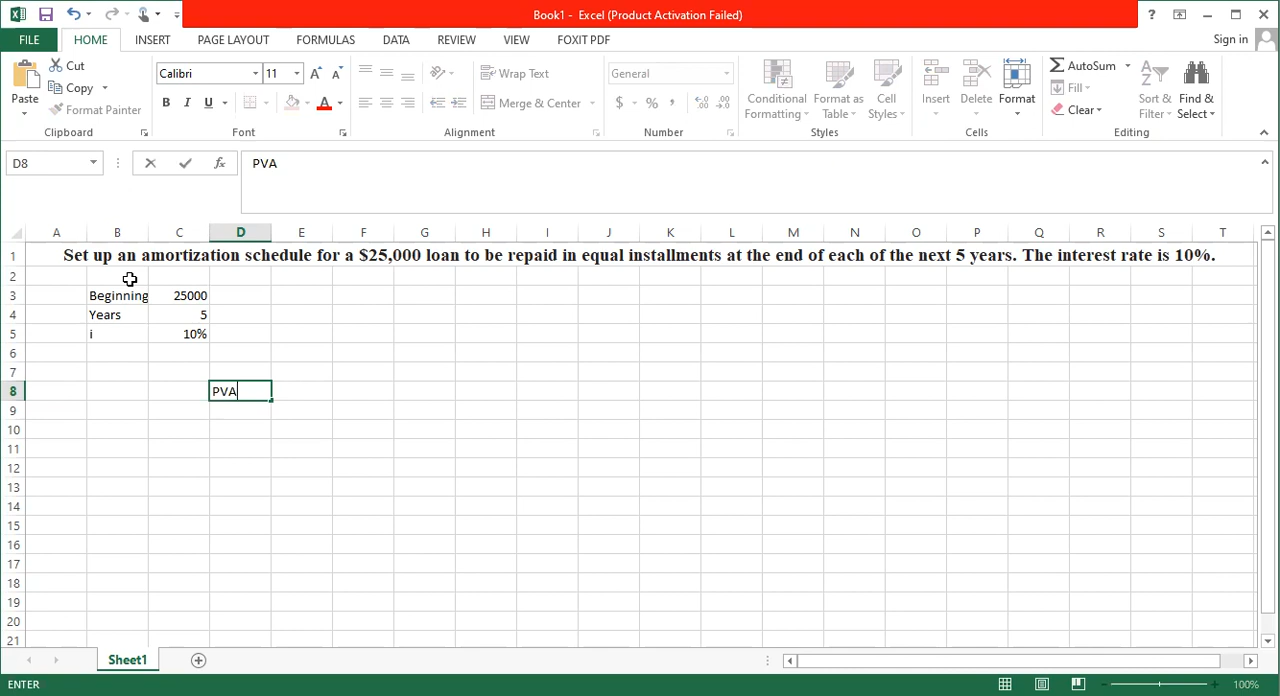 Book1 - Excel (Product Activation Failed)
?
FILE HOME INSERT PAGE LAYOUT FORMULAS DATA REVIEW VIEW FOXIT PDF Sign in
Paste
Cut
Copy
Format Painter
Clipboard
Calibri 11 A A
B I U A
Font
Wrap Text
Merge & Center
Alignment
General
$ % , .0 .00 .00 .0
Number
Conditional Formatting
Format as Table
Cell Styles
Styles
Insert Delete Format
Cells
AutoSum
Fill
Clear
Sort & Filter
Find & Select
Editing
D8 fx PVA
A B C D E F G H I J K L M N O P Q R S T
1 Set up an amortization schedule for a $25,000 loan to be repaid in equal installments at the end of each of the next 5 years. The interest rate is 10%.
2
3 Beginning 25000
4 Years 5
5 i 10%
6
7
8 PVA
9
10
11
12
13
14
15
16
17
18
19
20
21
Sheet1
ENTER 100%